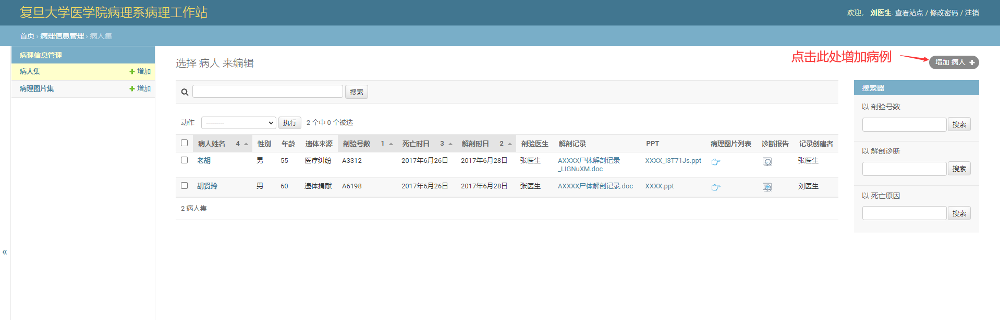 复旦大学医学院病理系病理工作站
欢迎， 刘医生. 查看站点 / 修改密码 / 注销
首页 › 病理信息管理 › 病人集
病理信息管理
病人集 增加
病理图片集 增加
选择 病人 来编辑
点击此处增加病例
增加 病人
搜索
动作 --------- 执行 2 个中 0 个被选
病人姓名 4 性别 年龄 遗体来源 剖验号数 1 死亡时日 3 解剖时日 2 剖验医生 解剖记录 PPT 病理图片列表 诊断报告 记录创建者
老胡 男 55 医疗纠纷 A3312 2017年6月26日 2017年6月28日 张医生 AXXXX尸体解剖记录 XXXX_i3T71Js.ppt 张医生
_LIGNuXM.doc
胡贤玲 男 60 遗体捐献 A6198 2017年6月26日 2017年6月28日 张医生 AXXXX尸体解剖记录.doc XXXX.ppt 刘医生
2 病人集
搜索器
以 剖验号数
搜索
以 解剖诊断
搜索
以 死亡原因
搜索
«